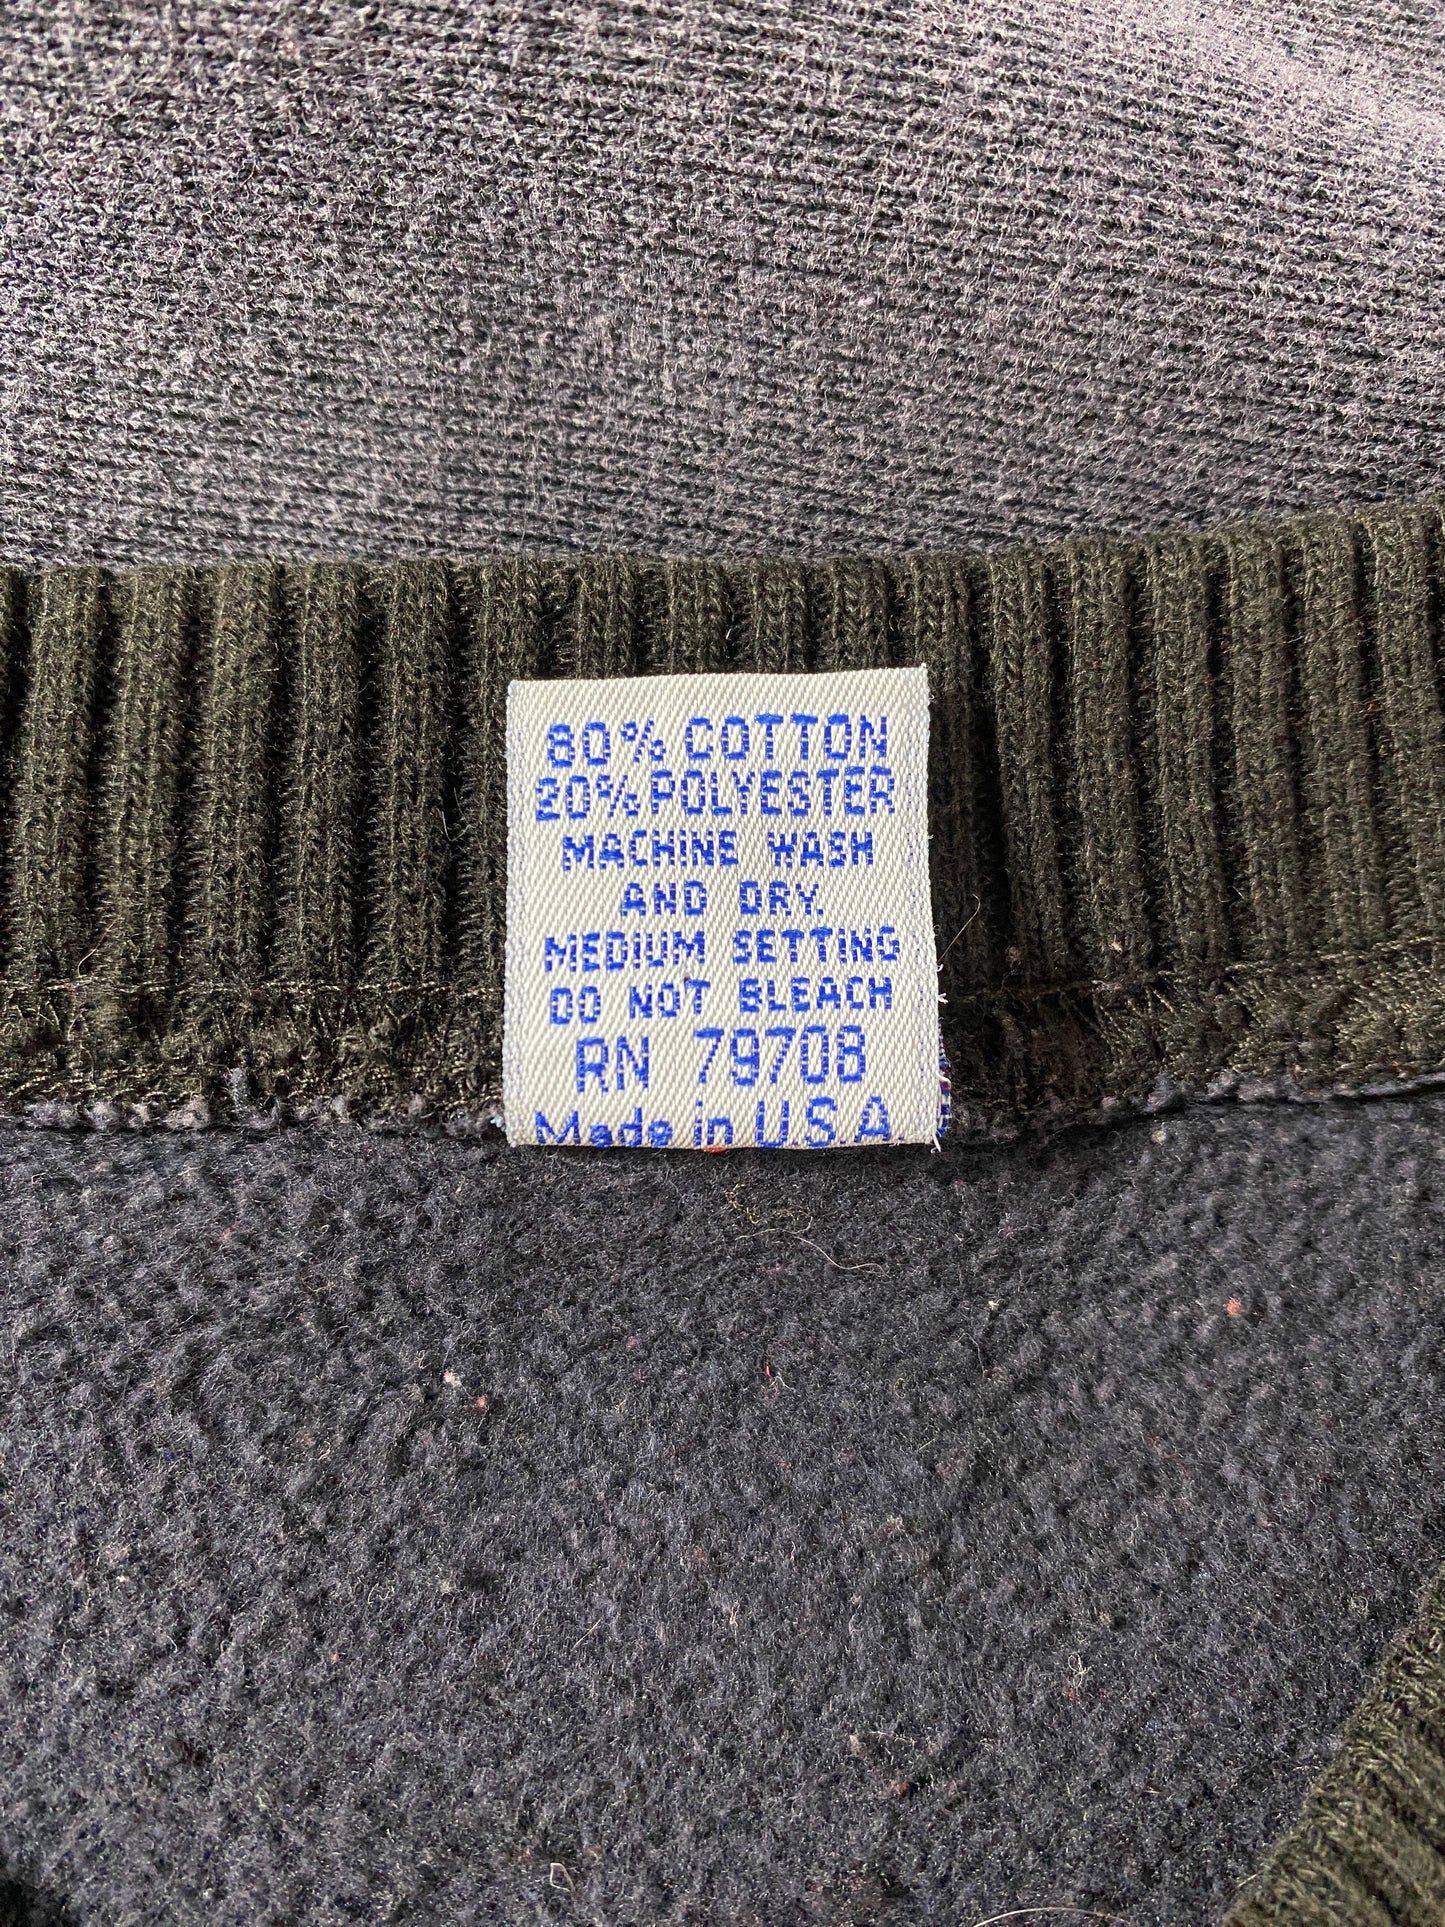 80% COTTON
20% POLYESTER
MACHINE WASH
AND DRY.
MEDIUM SETTING
DO NOT BLEACH
RN 79708
Made in U.S.A.